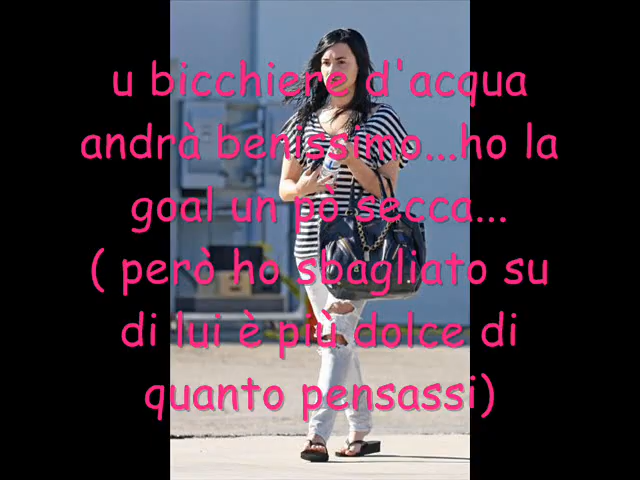 u bicchiere d'acqua
andrà benissimo...ho la
goal un pò secca...
( però ho sbagliato su
di lui è più dolce di
quanto pensassi)